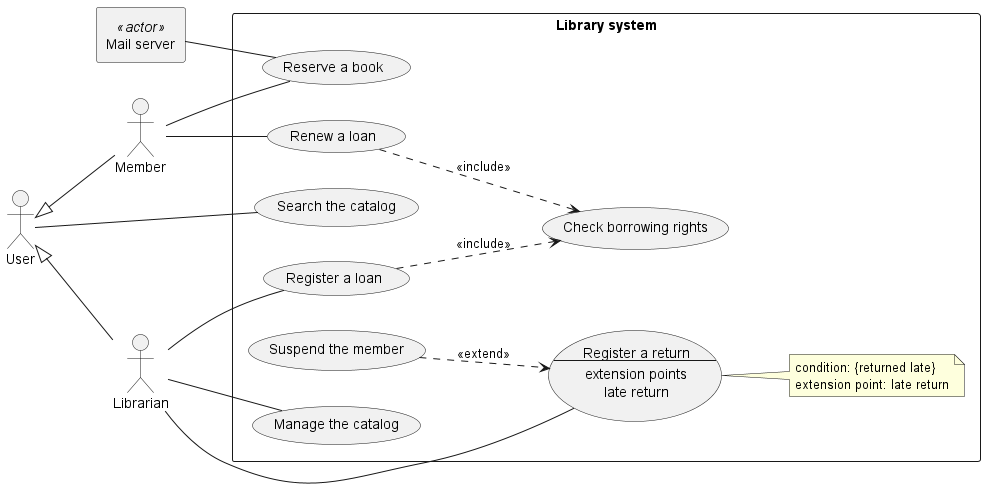 Library system
«actor»
Mail server
Reserve a book
Member
Renew a loan
«include»
Search the catalog
Check borrowing rights
User
«include»
Register a loan
Suspend the member
«extend»
Register a return
extension points
late return
condition: {returned late}
extension point: late return
Librarian
Manage the catalog